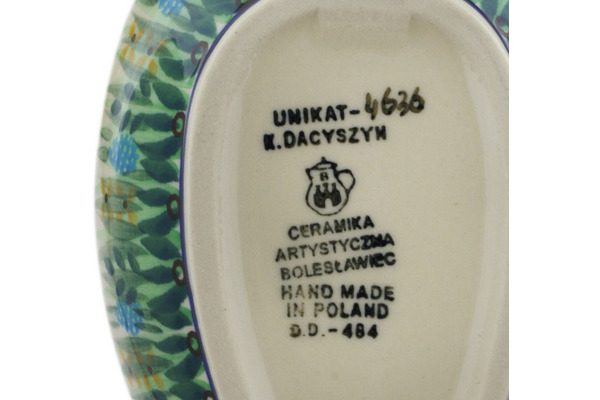 UNIKAT-4636
K.DACYSZYN
B
CERAMIKA
ARTYSTYCZNA
BOLESŁAWIEC
HAND MADE
IN POLAND
D.D.-484